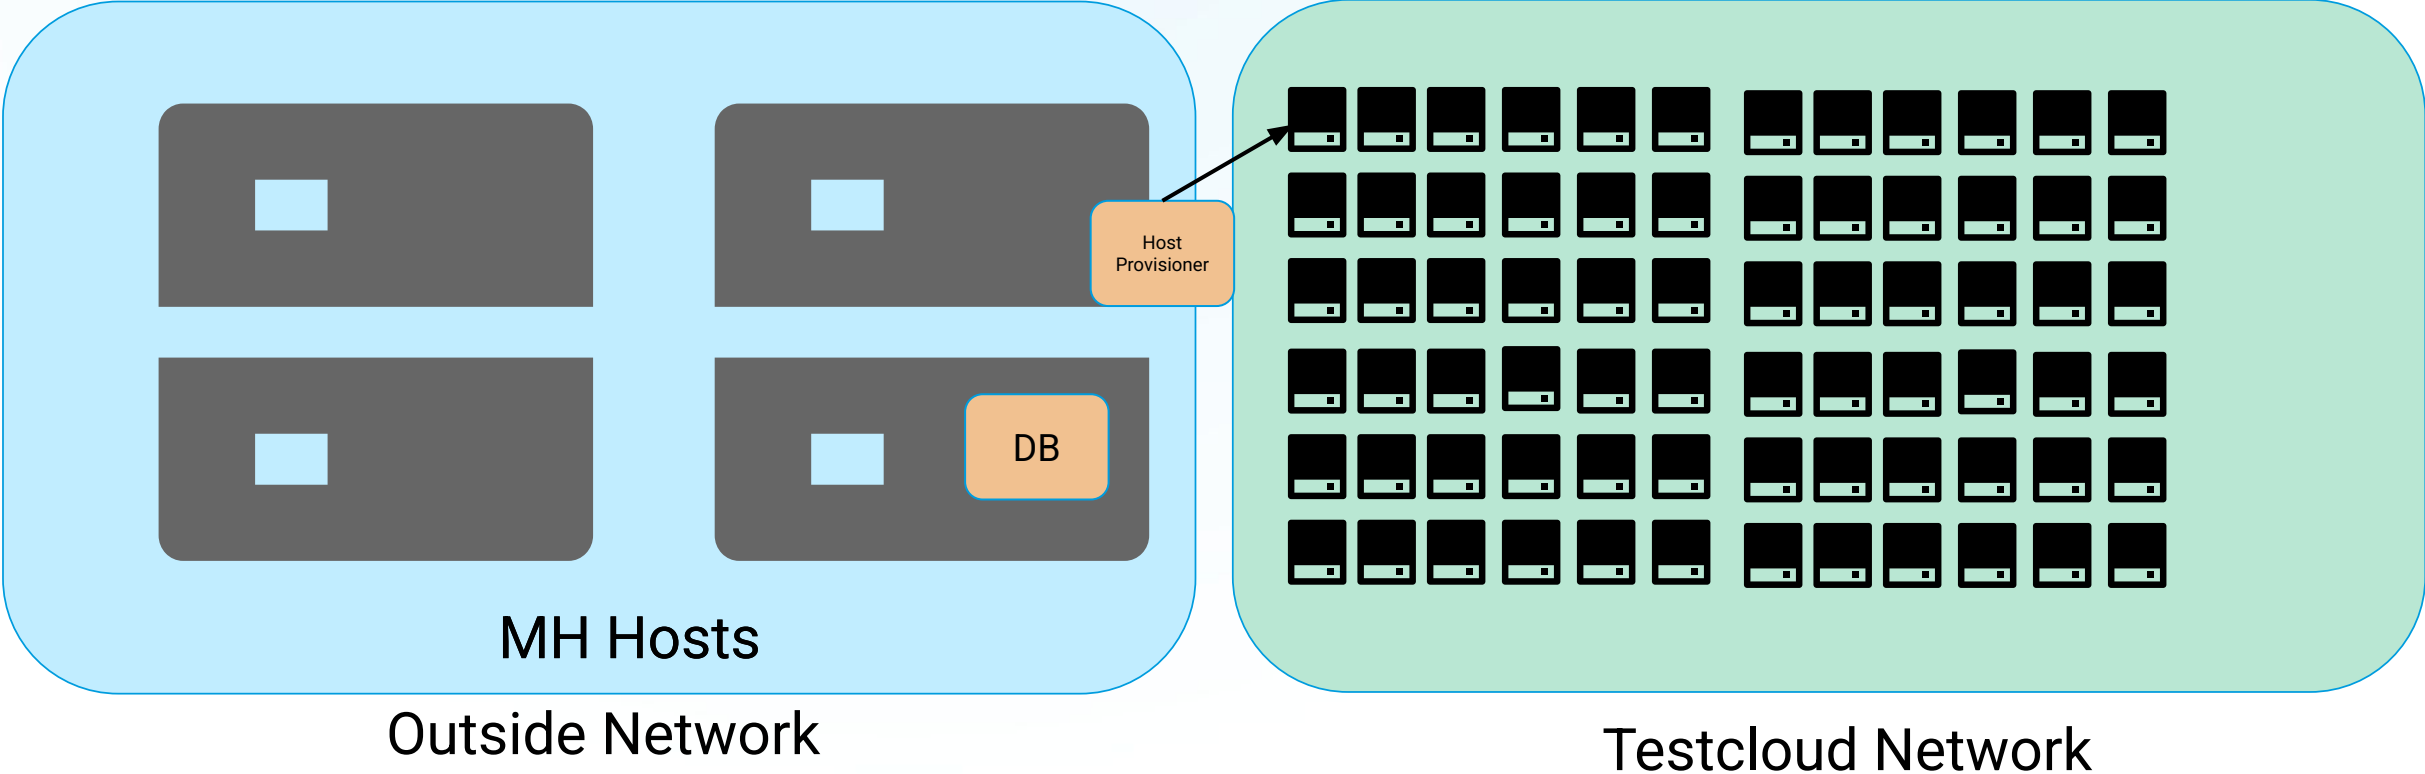 Host
Provisioner
DB
MH Hosts
Outside Network
Testcloud Network